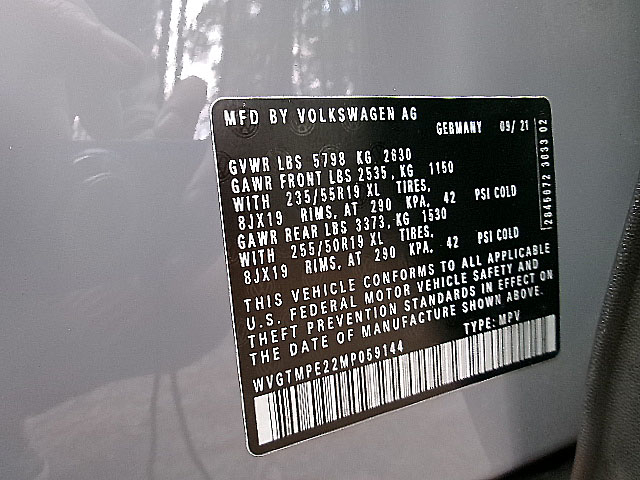 MFD BY VOLKSWAGEN AG
GERMANY 09/21
GVWR LBS 5798 KG 2630
GAWR FRONT LBS 2535, KG 1150
WITH 235/55R19 XL TIRES,
8JX19 RIMS, AT 290 KPA, 42 PSI COLD
GAWR REAR LBS 3373, KG 1530
WITH 255/50R19 XL TIRES,
8JX19 RIMS, AT 290 KPA, 42 PSI COLD
THIS VEHICLE CONFORMS TO ALL APPLICABLE
U.S. FEDERAL MOTOR VEHICLE SAFETY AND
THEFT PREVENTION STANDARDS IN EFFECT ON
THE DATE OF MANUFACTURE SHOWN ABOVE.
WVGTMPE22MP059144 TYPE: MPV